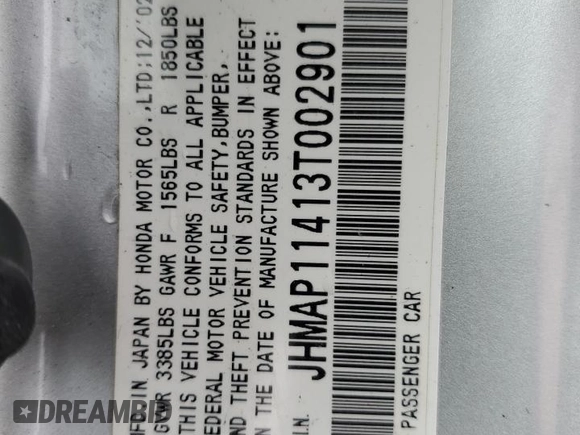 MFD. IN JAPAN BY HONDA MOTOR CO.,LTD;12/'02
GVWR 3385LBS GAWR F 1565LBS R 1850LBS
THIS VEHICLE CONFORMS TO ALL APPLICABLE
FEDERAL MOTOR VEHICLE SAFETY,BUMPER,
AND THEFT PREVENTION STANDARDS IN EFFECT
ON THE DATE OF MANUFACTURE SHOWN ABOVE:
V.I.N. JHMAP11413T002901
PASSENGER CAR
DREAMBID